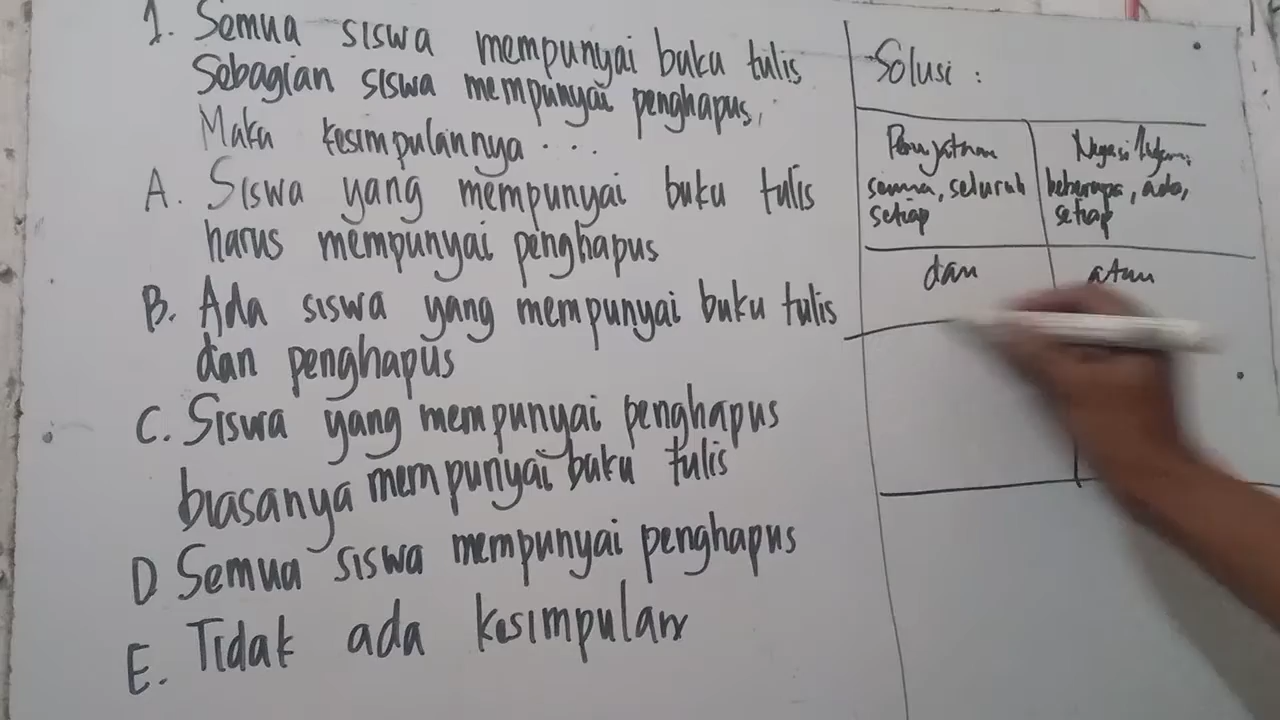 1. Semua siswa mempunyai buku tulis
Sebagian siswa mempunyai penghapus,
Maka kesimpulannya ....
A. Siswa yang mempunyai buku tulis
harus mempunyai penghapus
B. Ada siswa yang mempunyai buku tulis
dan penghapus
C. Siswa yang mempunyai penghapus
biasanya mempunyai buku tulis
D Semua siswa mempunyai penghapus
E. Tidak ada kesimpulan
Solusi :
Pernyataan
semua, seluruh
setiap
Negasi/
beberapa, ada,
setiap
dan
atau